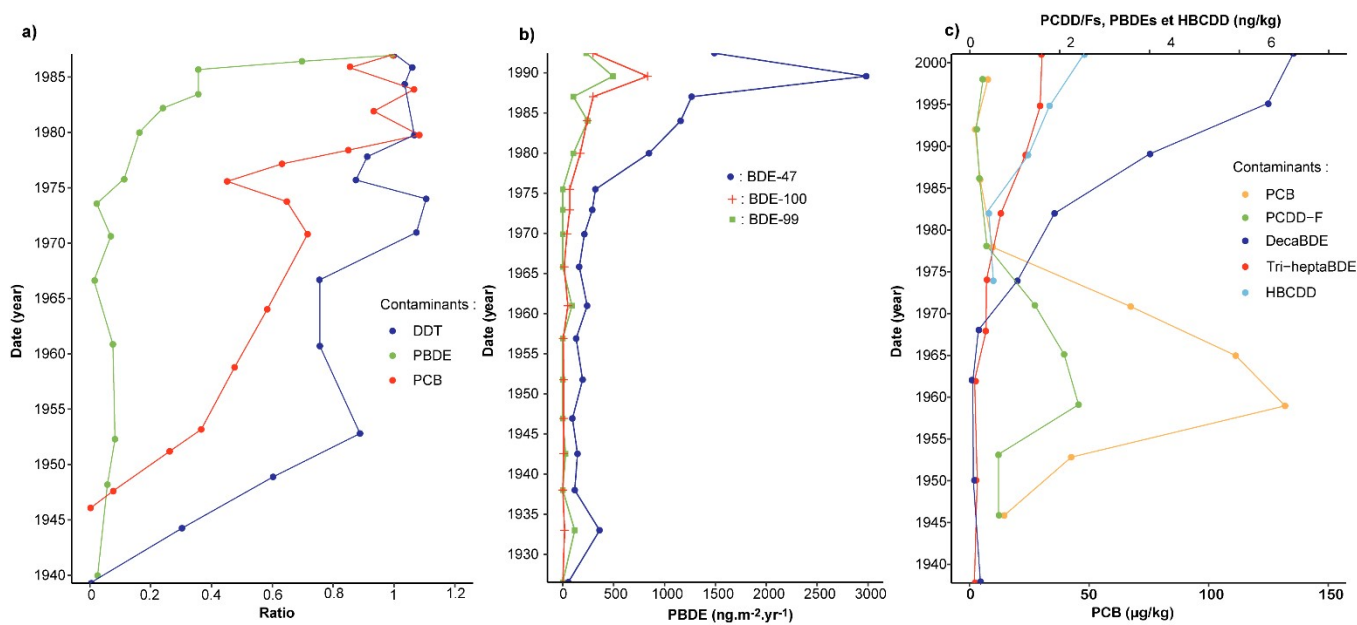 a)
Date (year)
1985
1980
1975
1970
1965
1960
1955
1950
1945
1940
0
0.2
0.4
0.6
0.8
1
1.2
Ratio
Contaminants :
DDT
PBDE
PCB
b)
Date (year)
1990
1985
1980
1975
1970
1965
1960
1955
1950
1945
1940
1935
1930
0
500
1000
1500
2000
2500
3000
PBDE (ng.m⁻².yr⁻¹)
: BDE-47
: BDE-100
: BDE-99
PCDD/Fs, PBDEs et HBCDD (ng/kg)
c)
0
2
4
6
Date (year)
2000
1995
1990
1985
1980
1975
1970
1965
1960
1955
1950
1945
1940
0
50
100
150
PCB (µg/kg)
Contaminants :
PCB
PCDD-F
DecaBDE
Tri-heptaBDE
HBCDD